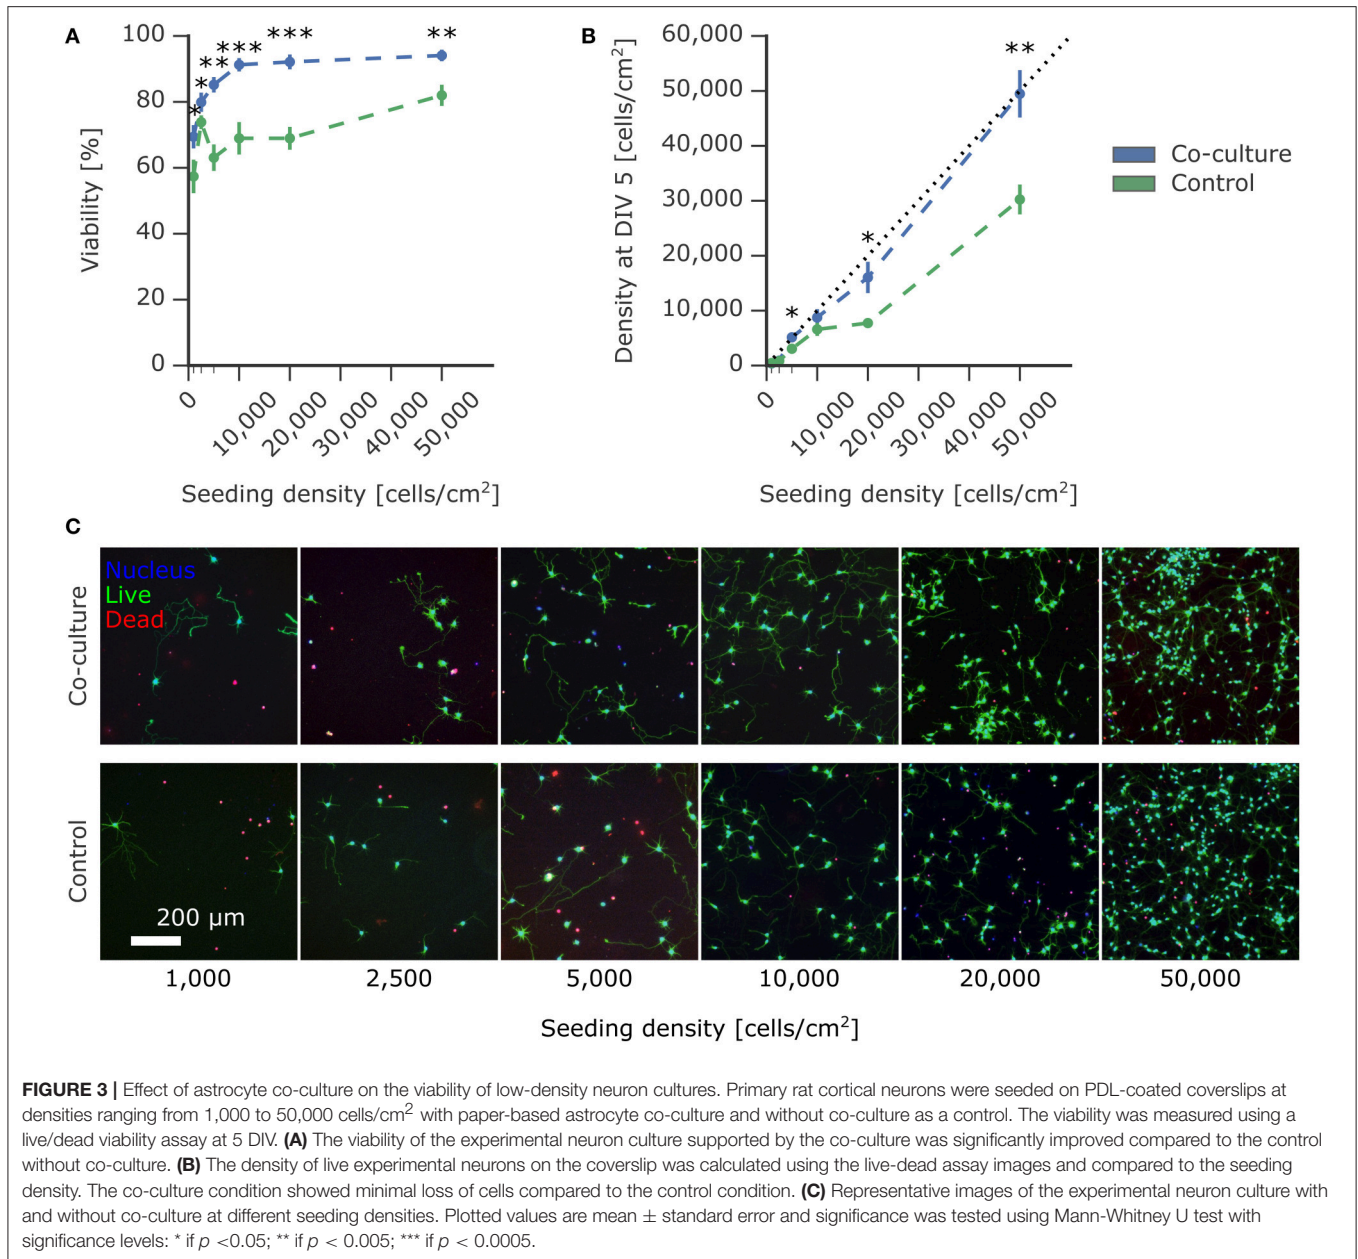 A
100
80
60
40
20
0
Viability [%]
*
*
**
***
***
**
0
10,000
20,000
30,000
40,000
50,000
Seeding density [cells/cm²]
B
60,000
50,000
40,000
30,000
20,000
10,000
0
Density at DIV 5 [cells/cm²]
*
*
**
0
10,000
20,000
30,000
40,000
50,000
Seeding density [cells/cm²]
Co-culture
Control
C
Co-culture
Nucleus
Live
Dead
Control
200 µm
1,000
2,500
5,000
10,000
20,000
50,000
Seeding density [cells/cm²]
FIGURE 3 | Effect of astrocyte co-culture on the viability of low-density neuron cultures. Primary rat cortical neurons were seeded on PDL-coated coverslips at
densities ranging from 1,000 to 50,000 cells/cm² with paper-based astrocyte co-culture and without co-culture as a control. The viability was measured using a
live/dead viability assay at 5 DIV. (A) The viability of the experimental neuron culture supported by the co-culture was significantly improved compared to the control
without co-culture. (B) The density of live experimental neurons on the coverslip was calculated using the live-dead assay images and compared to the seeding
density. The co-culture condition showed minimal loss of cells compared to the control condition. (C) Representative images of the experimental neuron culture with
and without co-culture at different seeding densities. Plotted values are mean ± standard error and significance was tested using Mann-Whitney U test with
significance levels: * if p <0.05; ** if p < 0.005; *** if p < 0.0005.